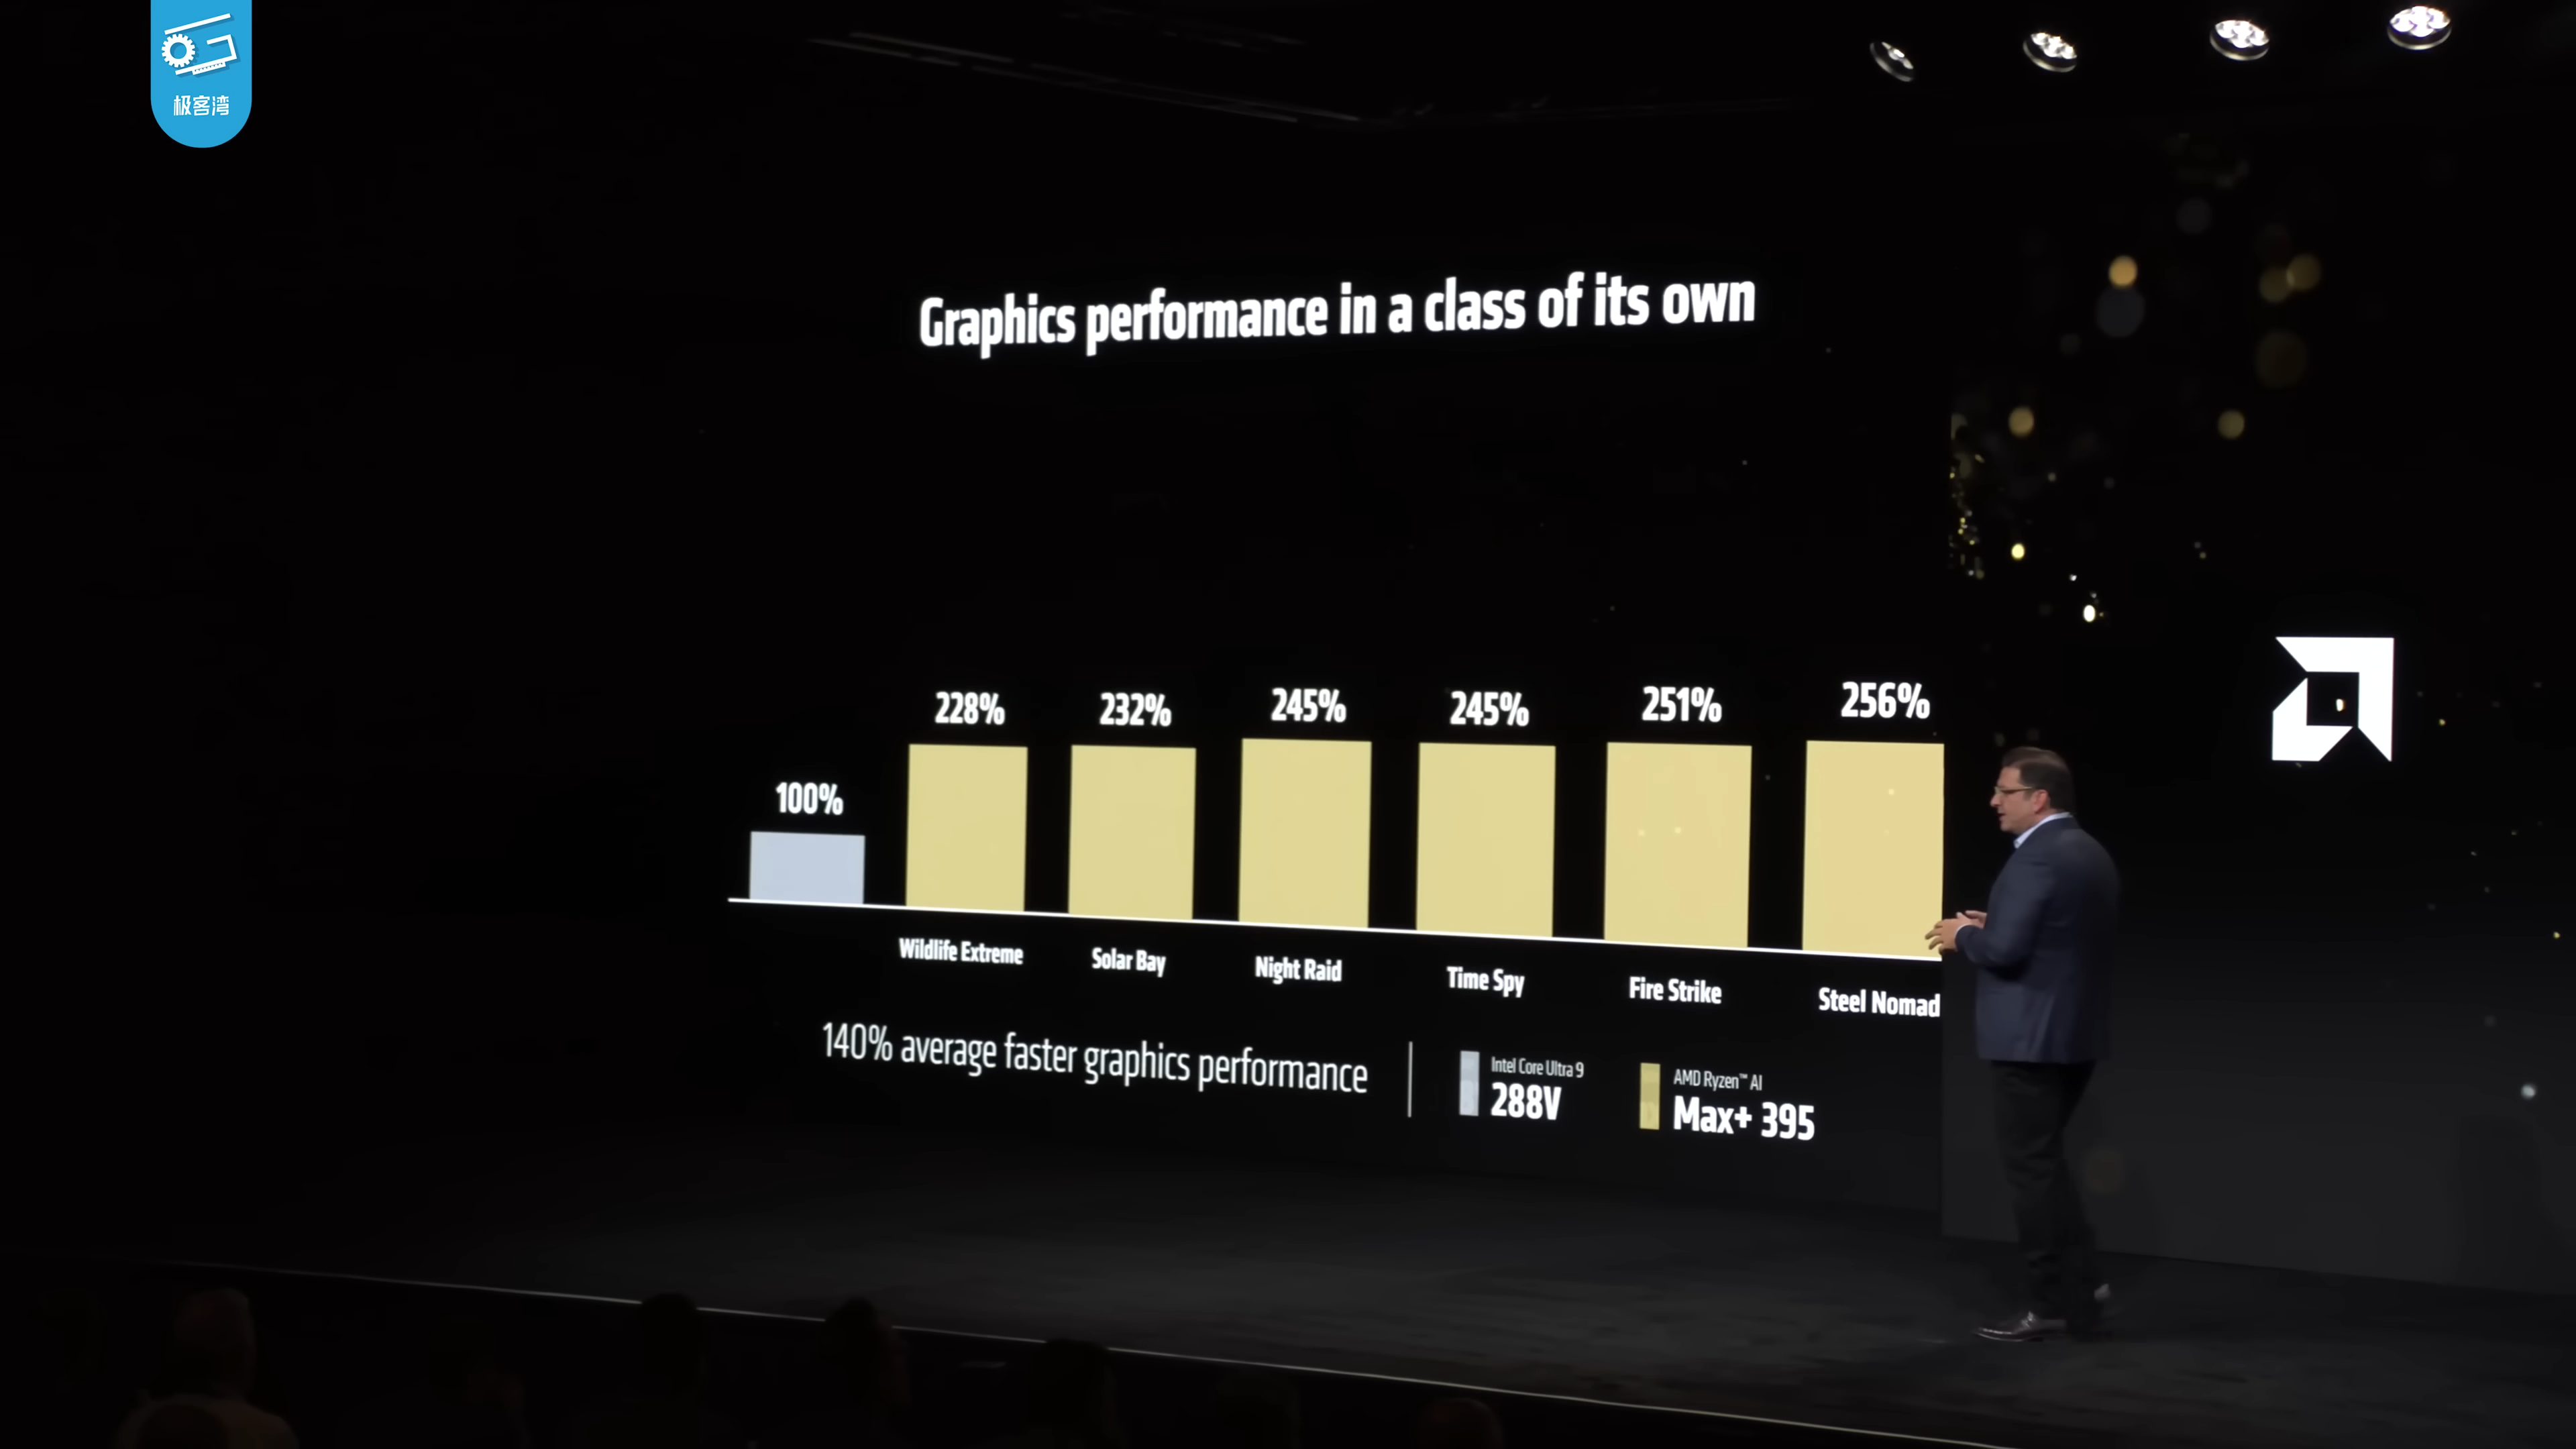 极客湾
Graphics performance in a class of its own
100%
228%
232%
245%
245%
251%
256%
Wildlife Extreme
Solar Bay
Night Raid
Time Spy
Fire Strike
Steel Nomad
140% average faster graphics performance
Intel Core Ultra 9
288V
AMD Ryzen™ AI
Max+ 395